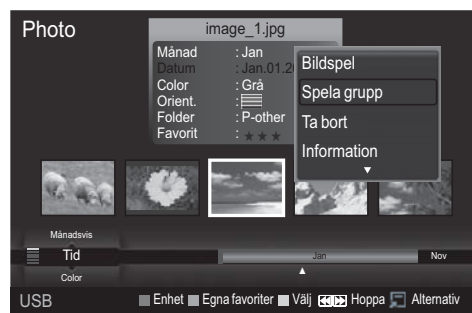 Photo
image_1.jpg
Månad : Jan
Datum : Jan.01.2
Color : Grå
Orient. :
Folder : P-other
Favorit : ★★★
Bildspel
Spela grupp
Ta bort
Information
Månadsvis
Tid
Color
Jan
Nov
USB
Enhet Egna favoriter Välj Hoppa Alternativ